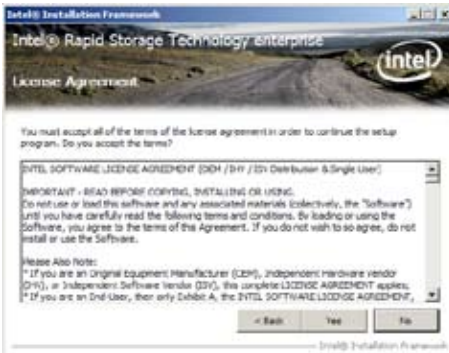 Intel® Installation Framework
Intel® Rapid Storage Technology enterprise
intel
License Agreement
You must accept all of the terms of the license agreement in order to continue the setup
program. Do you accept the terms?
INTEL SOFTWARE LICENSE AGREEMENT (OEM / IHV / ISV Distribution & Single User)
IMPORTANT - READ BEFORE COPYING, INSTALLING OR USING.
Do not use or load this software and any associated materials (collectively, the "Software")
until you have carefully read the following terms and conditions. By loading or using the
Software, you agree to the terms of this Agreement. If you do not wish to so agree, do not
install or use the Software.
Please Also Note:
* If you are an Original Equipment Manufacturer (OEM), Independent Hardware Vendor
(IHV), or Independent Software Vendor (ISV), this complete LICENSE AGREEMENT applies;
* If you are an End-User, then only Exhibit A, the INTEL SOFTWARE LICENSE AGREEMENT,
< Back Yes No
Intel® Installation Framework